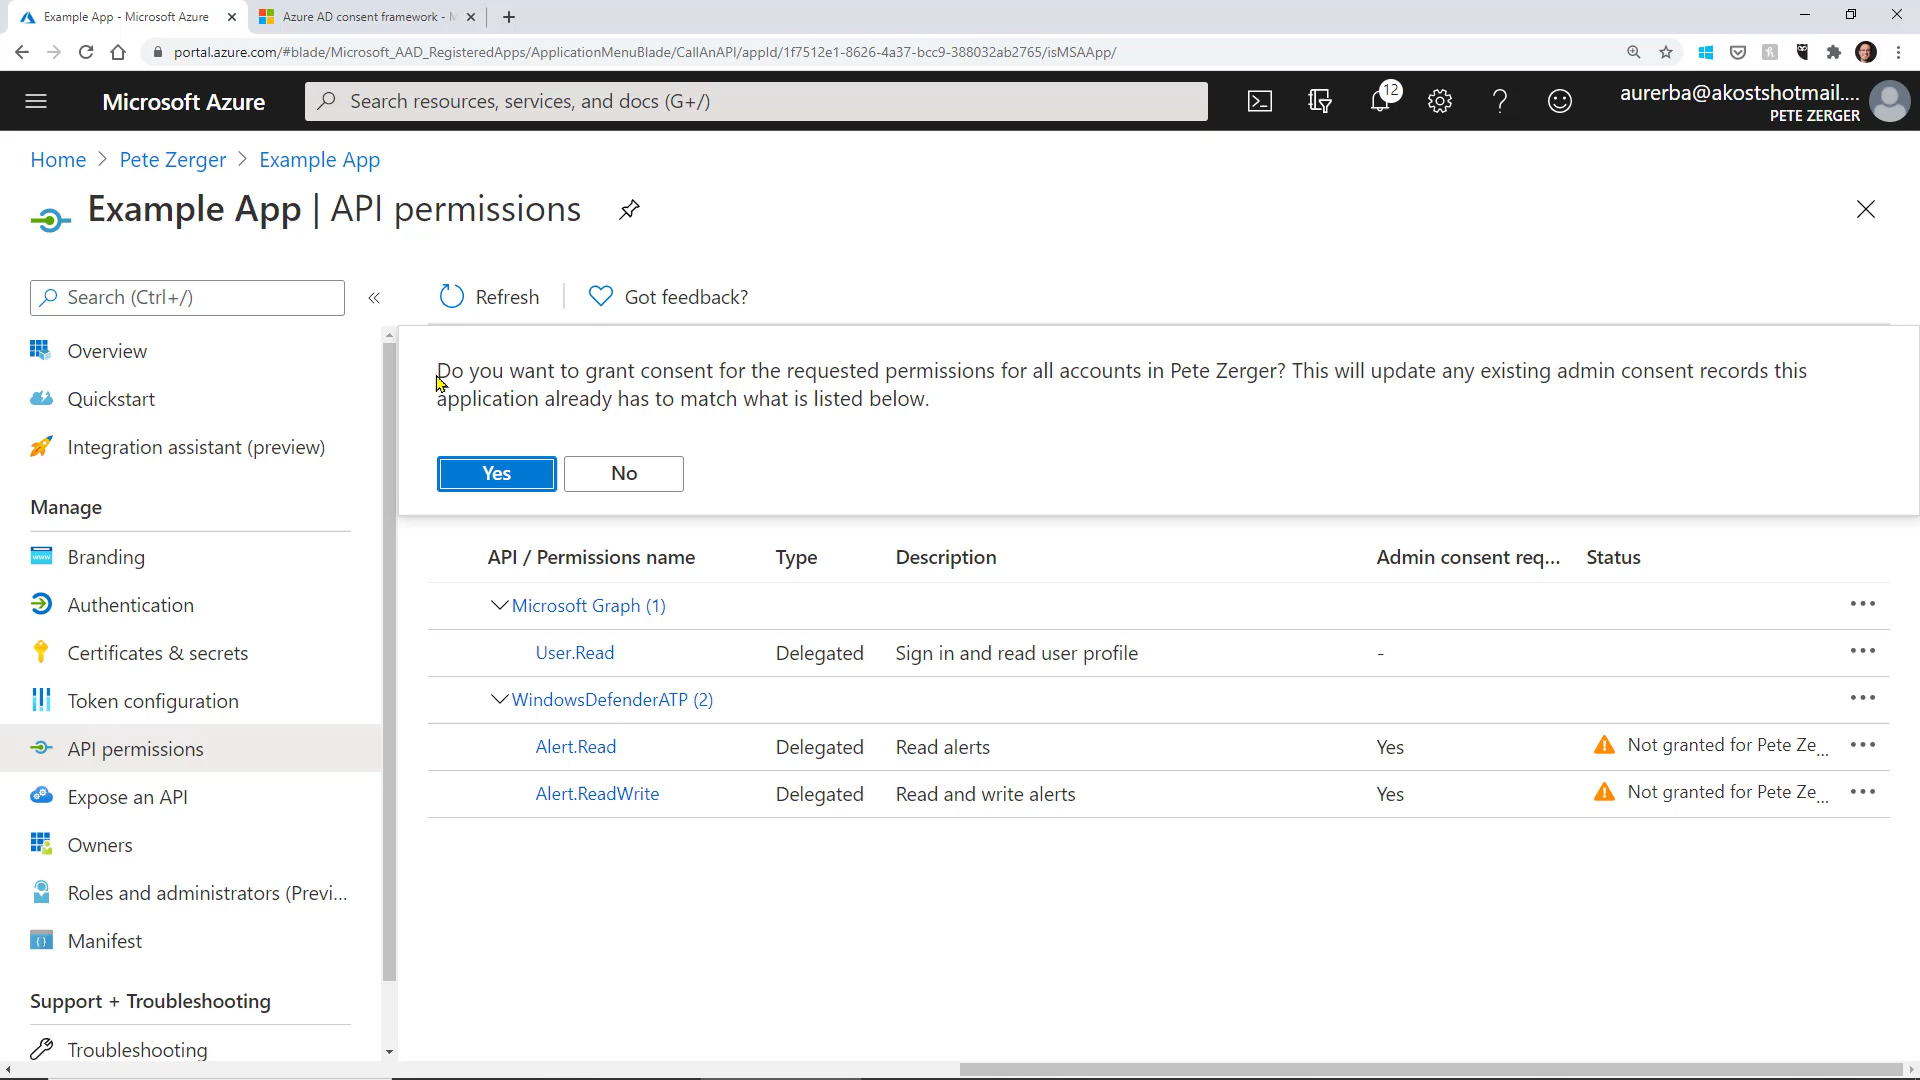 Example App - Microsoft Azure
Azure AD consent framework - M
portal.azure.com/#blade/Microsoft_AAD_RegisteredApps/ApplicationMenuBlade/CallAnAPI/appId/1f7512e1-8626-4a37-bcc9-388032ab2765/isMSAApp/
Microsoft Azure
Search resources, services, and docs (G+/)
12
aurerba@akostshotmail....
PETE ZERGER
Home > Pete Zerger > Example App
Example App | API permissions
Search (Ctrl+/)
Refresh
Got feedback?
Overview
Quickstart
Integration assistant (preview)
Manage
Branding
Authentication
Certificates & secrets
Token configuration
API permissions
Expose an API
Owners
Roles and administrators (Previ...
Manifest
Support + Troubleshooting
Troubleshooting
Do you want to grant consent for the requested permissions for all accounts in Pete Zerger? This will update any existing admin consent records this
application already has to match what is listed below.
Yes No
API / Permissions name Type Description Admin consent req... Status
Microsoft Graph (1) ...
User.Read Delegated Sign in and read user profile - ...
WindowsDefenderATP (2) ...
Alert.Read Delegated Read alerts Yes Not granted for Pete Ze... ...
Alert.ReadWrite Delegated Read and write alerts Yes Not granted for Pete Ze... ...